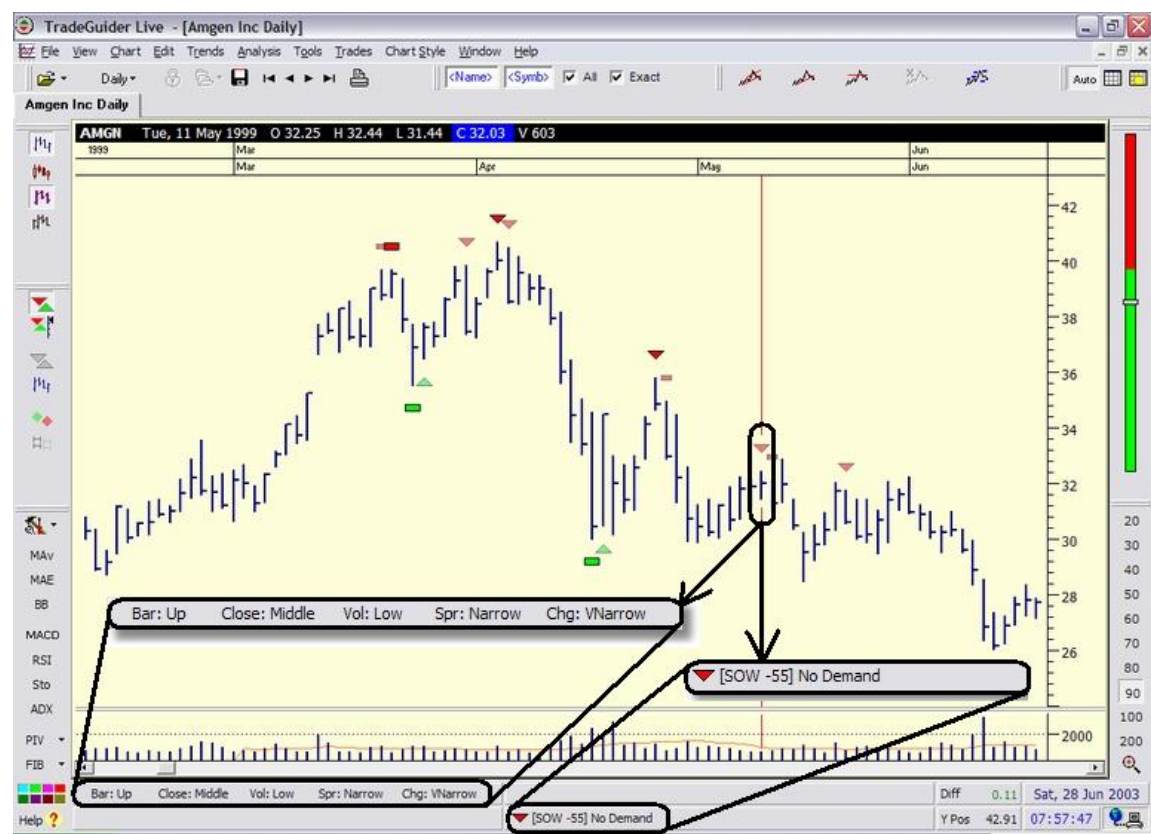 TradeGuider Live - [Amgen Inc Daily]
File View Chart Edit Trends Analysis Tools Trades Chart Style Window Help
Daily <Name> <Symb> All Exact Auto
Amgen Inc Daily
AMGN Tue, 11 May 1999 O 32.25 H 32.44 L 31.44 C 32.03 V 603
1999 Mar Jun
Mar Apr May Jun
42
40
38
36
34
32
30
28
26
2000
MAv
MAE
BB
MACD
RSI
Sto
ADX
PIV
FIB
20
30
40
50
60
70
80
90
100
200
Bar: Up Close: Middle Vol: Low Spr: Narrow Chg: VNarrow
[SOW -55] No Demand
Bar: Up Close: Middle Vol: Low Spr: Narrow Chg: VNarrow Diff 0.11 Sat, 28 Jun 2003
Help ? [SOW -55] No Demand Y Pos 42.91 07:57:47